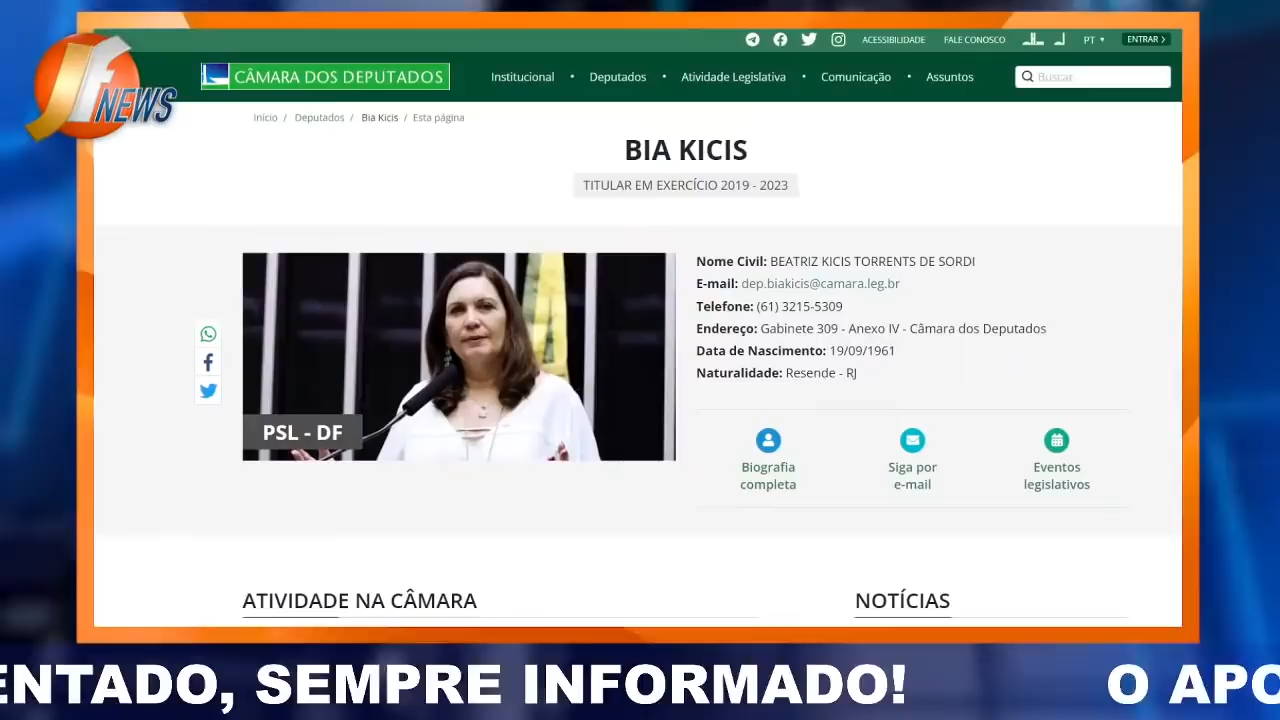 ACESSIBILIDADE FALE CONOSCO PT ENTRAR
JF NEWS
CÂMARA DOS DEPUTADOS Institucional • Deputados • Atividade Legislativa • Comunicação • Assuntos Buscar
Início / Deputados / Bia Kicis / Esta página
BIA KICIS
TITULAR EM EXERCÍCIO 2019 - 2023
PSL - DF
Nome Civil: BEATRIZ KICIS TORRENTS DE SORDI
E-mail: dep.biakicis@camara.leg.br
Telefone: (61) 3215-5309
Endereço: Gabinete 309 - Anexo IV - Câmara dos Deputados
Data de Nascimento: 19/09/1961
Naturalidade: Resende - RJ
Biografia completa
Siga por e-mail
Eventos legislativos
ATIVIDADE NA CÂMARA NOTÍCIAS
ENTADO, SEMPRE INFORMADO! O APO